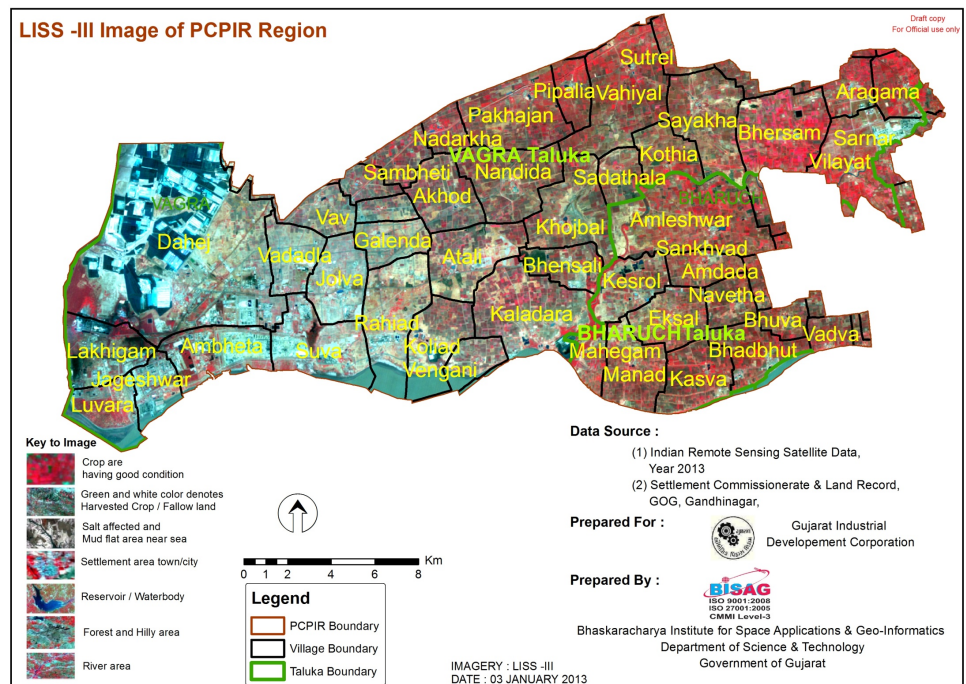 LISS -III Image of PCPIR Region
Draft copy
For Official use only
Sutrel
Pipalia
Vahiyal
Aragama
Pakhajan
Sayakha
Bhersam
Nadarkha
Sarnar
VAGRA Taluka
Kothia
Vilayat
Sambheti
Nandida
Sadathala
Akhod
BHARUCH
VAGRA
Vav
Amleshwar
Dahej
Galenda
Khojbal
Vadadla
Atali
Sankhvad
Jolva
Bhensali
Kesrol
Amdada
Navetha
Kaladara
Eksal
Bhuva
Rahiad
BHARUCH Taluka
Vadva
Lakhigam
Ambheta
Suva
Koliad
Mahegam
Bhadbhut
Jageshwar
Vengani
Manad
Kasva
Luvara
Key to Image
Crop are
having good condition
Green and white color denotes
Harvested Crop / Fallow land
Salt affected and
Mud flat area near sea
Settlement area town/city
Reservoir / Waterbody
Forest and Hilly area
River area
Km
0 1 2 4 6 8
Legend
PCPIR Boundary
Village Boundary
Taluka Boundary
IMAGERY : LISS -III
DATE : 03 JANUARY 2013
Data Source :
(1) Indian Remote Sensing Satellite Data,
Year 2013
(2) Settlement Commissionerate & Land Record,
GOG, Gandhinagar,
Prepared For :
Gujarat Industrial
Developement Corporation
Prepared By :
BISAG
ISO 9001:2008
ISO 27001:2005
CMMI Level-3
Bhaskaracharya Institute for Space Applications & Geo-Informatics
Department of Science & Technology
Government of Gujarat